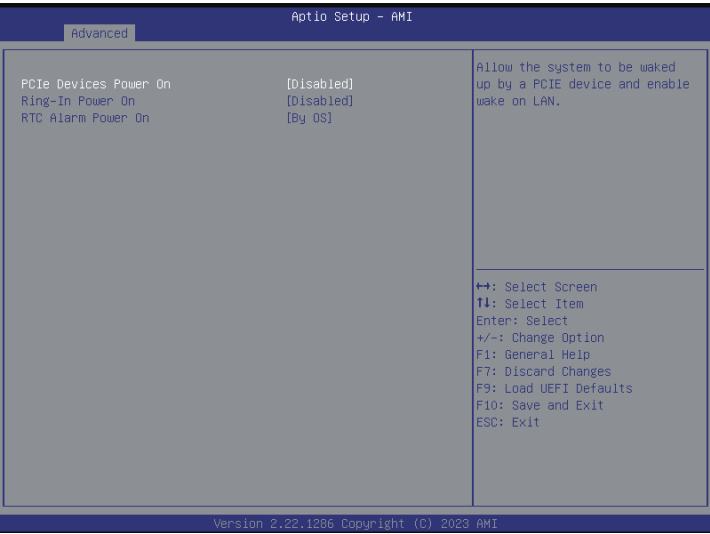 Aptio Setup - AMI
Advanced
PCIe Devices Power On [Disabled]
Ring-In Power On [Disabled]
RTC Alarm Power On [By OS]
Allow the system to be waked
up by a PCIE device and enable
wake on LAN.
↔: Select Screen
↑↓: Select Item
Enter: Select
+/-: Change Option
F1: General Help
F7: Discard Changes
F9: Load UEFI Defaults
F10: Save and Exit
ESC: Exit
Version 2.22.1286 Copyright (C) 2023 AMI